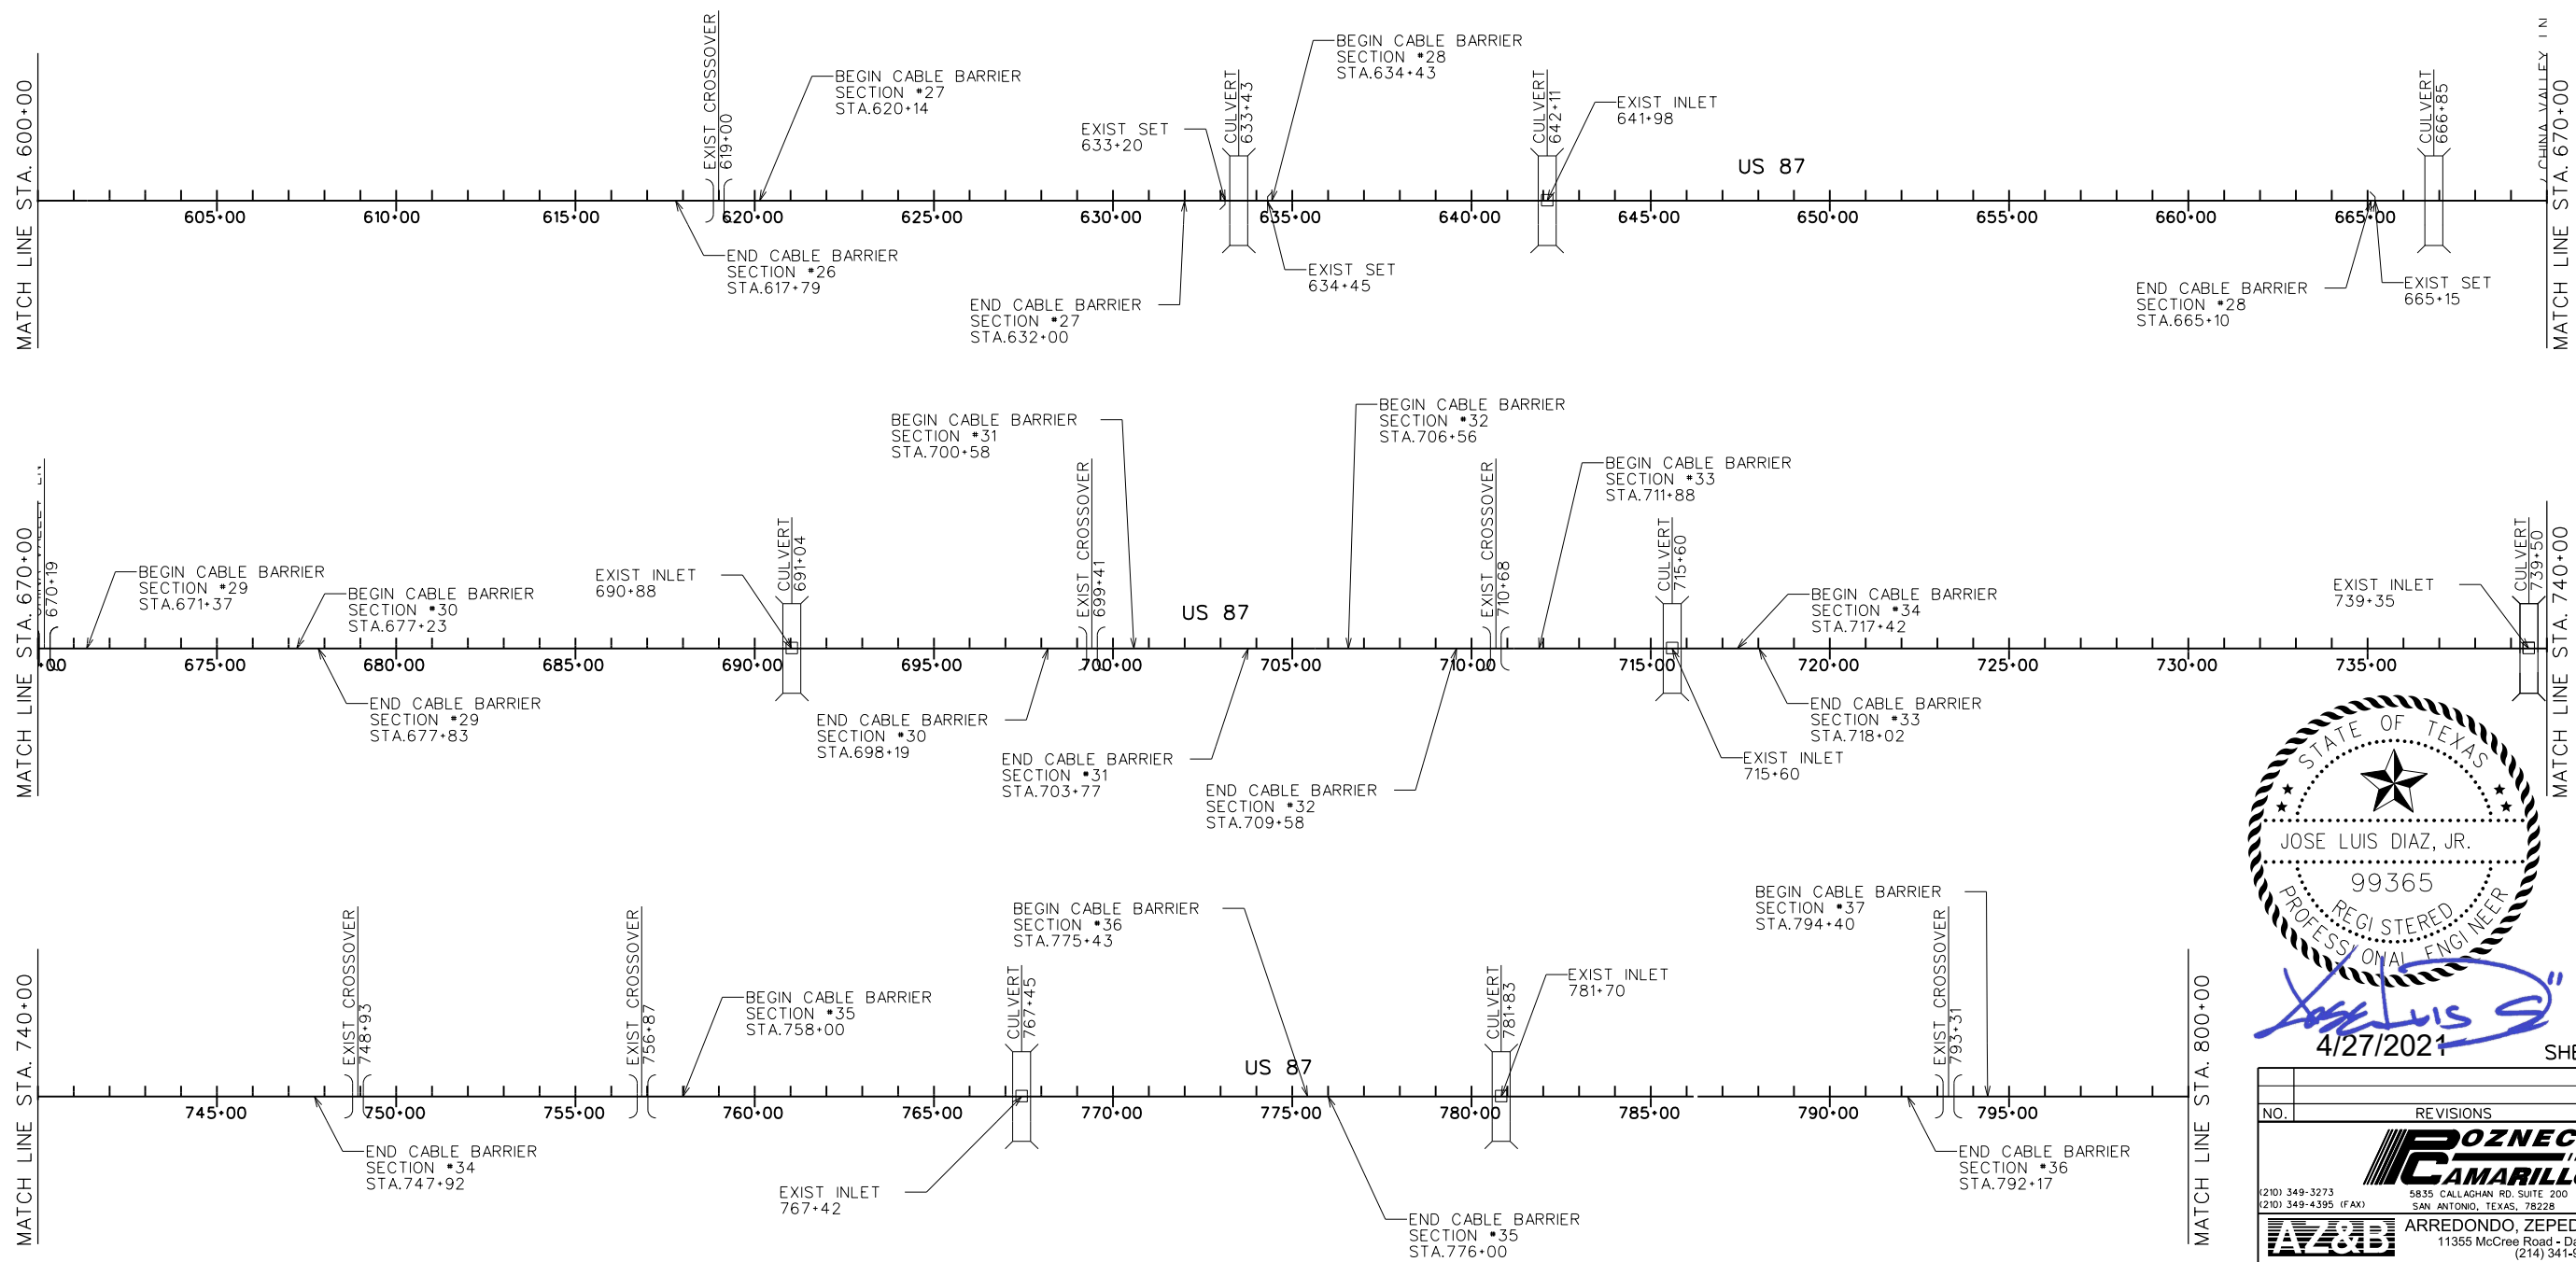 MATCH LINE STA. 600+00
EXIST CROSSOVER
619+00
BEGIN CABLE BARRIER
SECTION #27
STA.620+14
END CABLE BARRIER
SECTION #26
STA.617+79
EXIST SET
633+20
CULVERT
633+43
BEGIN CABLE BARRIER
SECTION #28
STA.634+43
EXIST SET
634+45
END CABLE BARRIER
SECTION #27
STA.632+00
CULVERT
642+11
EXIST INLET
641+98
US 87
END CABLE BARRIER
SECTION #28
STA.665+10
EXIST SET
665+15
CULVERT
666+85
CHINA VALLEY
MATCH LINE STA. 670+00
605+00 610+00 615+00 620+00 625+00 630+00 635+00 640+00 645+00 650+00 655+00 660+00 665+00
MATCH LINE STA. 670+00
670+19
BEGIN CABLE BARRIER
SECTION #29
STA.671+37
BEGIN CABLE BARRIER
SECTION #30
STA.677+23
END CABLE BARRIER
SECTION #29
STA.677+83
EXIST INLET
690+88
CULVERT
691+04
END CABLE BARRIER
SECTION #30
STA.698+19
BEGIN CABLE BARRIER
SECTION #31
STA.700+58
EXIST CROSSOVER
699+41
END CABLE BARRIER
SECTION #31
STA.703+77
US 87
BEGIN CABLE BARRIER
SECTION #32
STA.706+56
END CABLE BARRIER
SECTION #32
STA.709+58
EXIST CROSSOVER
710+68
BEGIN CABLE BARRIER
SECTION #33
STA.711+88
CULVERT
715+60
EXIST INLET
715+60
BEGIN CABLE BARRIER
SECTION #34
STA.717+42
END CABLE BARRIER
SECTION #33
STA.718+02
EXIST INLET
739+35
CULVERT
739+50
MATCH LINE STA. 740+00
+00 675+00 680+00 685+00 690+00 695+00 700+00 705+00 710+00 715+00 720+00 725+00 730+00 735+00
MATCH LINE STA. 740+00
EXIST CROSSOVER
748+93
END CABLE BARRIER
SECTION #34
STA.747+92
EXIST CROSSOVER
756+87
BEGIN CABLE BARRIER
SECTION #35
STA.758+00
EXIST INLET
767+42
CULVERT
767+45
BEGIN CABLE BARRIER
SECTION #36
STA.775+43
US 87
END CABLE BARRIER
SECTION #35
STA.776+00
CULVERT
781+83
EXIST INLET
781+70
BEGIN CABLE BARRIER
SECTION #37
STA.794+40
EXIST CROSSOVER
793+31
END CABLE BARRIER
SECTION #36
STA.792+17
MATCH LINE STA. 800+00
745+00 750+00 755+00 760+00 765+00 770+00 775+00 780+00 785+00 790+00 795+00
STATE OF TEXAS
JOSE LUIS DIAZ, JR.
99365
REGISTERED
PROFESSIONAL ENGINEER
4/27/2021
SHE
NO. REVISIONS
POZNEC
CAMARILL
(210) 349-3273 5835 CALLAGHAN RD. SUITE 200
(210) 349-4395 (FAX) SAN ANTONIO, TEXAS, 78228
AZ&B
ARREDONDO, ZEPED
11355 McCree Road - Da
(214) 341-9